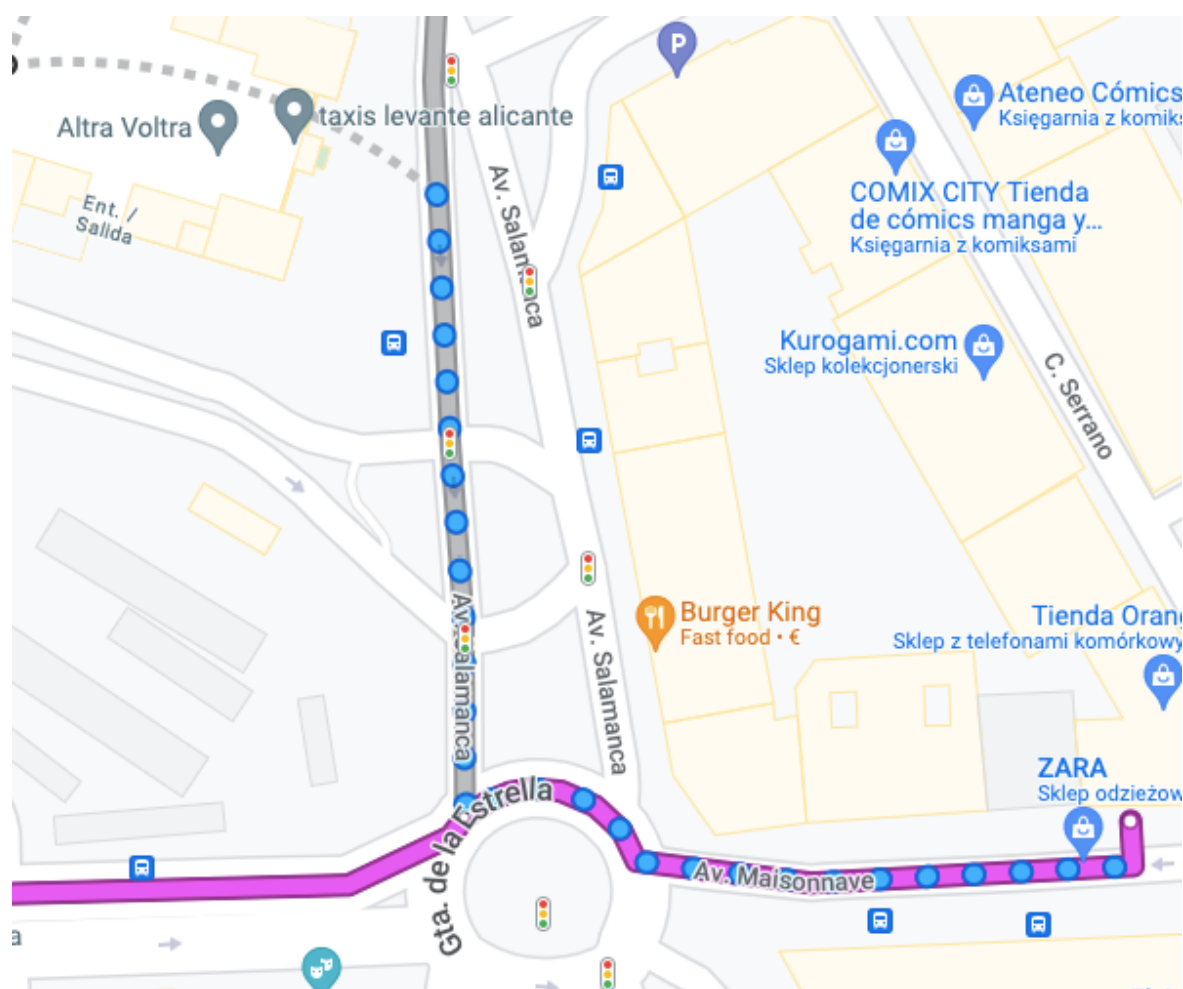 P
Ateneo Cómics
Księgarnia z komiks
taxis levante alicante
Altra Voltra
COMIX CITY Tienda
de cómics manga y...
Księgarnia z komiksami
Ent. /
Salida
Av. Salamanca
Kurogami.com
Sklep kolekcjonerski
C. Serrano
Burger King
Fast food • €
Tienda Orang
Sklep z telefonami komórkowy
Av. Salamanca
Av. Salamanca
ZARA
Sklep odzieżow
Gta. de la Estrella
Av. Maisonnave
a